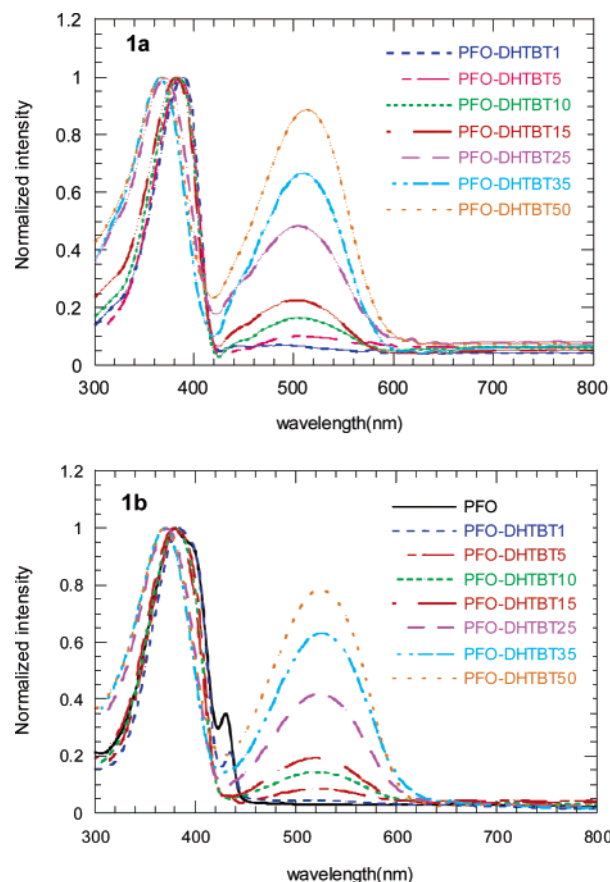 1a
PFO-DHTBT1
PFO-DHTBT5
PFO-DHTBT10
PFO-DHTBT15
PFO-DHTBT25
PFO-DHTBT35
PFO-DHTBT50
Normalized intensity
1.2
1
0.8
0.6
0.4
0.2
0
300 400 500 600 700 800
wavelength(nm)
1b
PFO
PFO-DHTBT1
PFO-DHTBT5
PFO-DHTBT10
PFO-DHTBT15
PFO-DHTBT25
PFO-DHTBT35
PFO-DHTBT50
Normalized intensity
1.2
1
0.8
0.6
0.4
0.2
0
300 400 500 600 700 800
wavelength(nm)